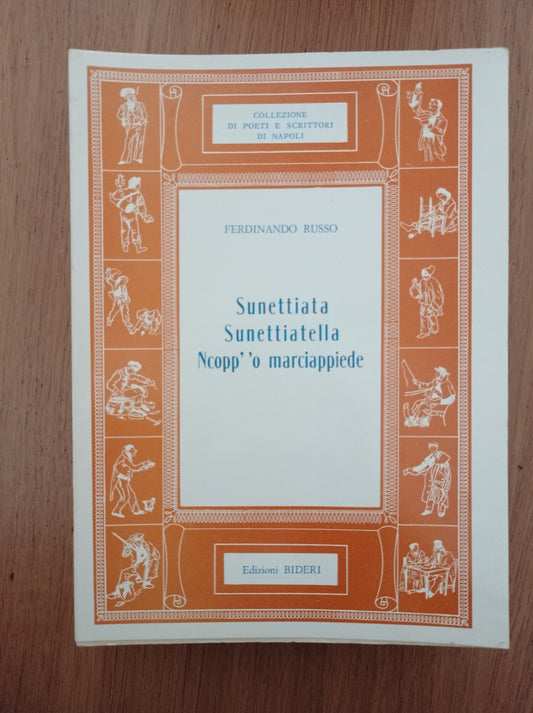 COLLEZIONE
DI POETI E SCRITTORI
DI NAPOLI
FERDINANDO RUSSO
Sunettiata
Sunettiatella
Ncopp' 'o marciappiede
Edizioni BIDERI